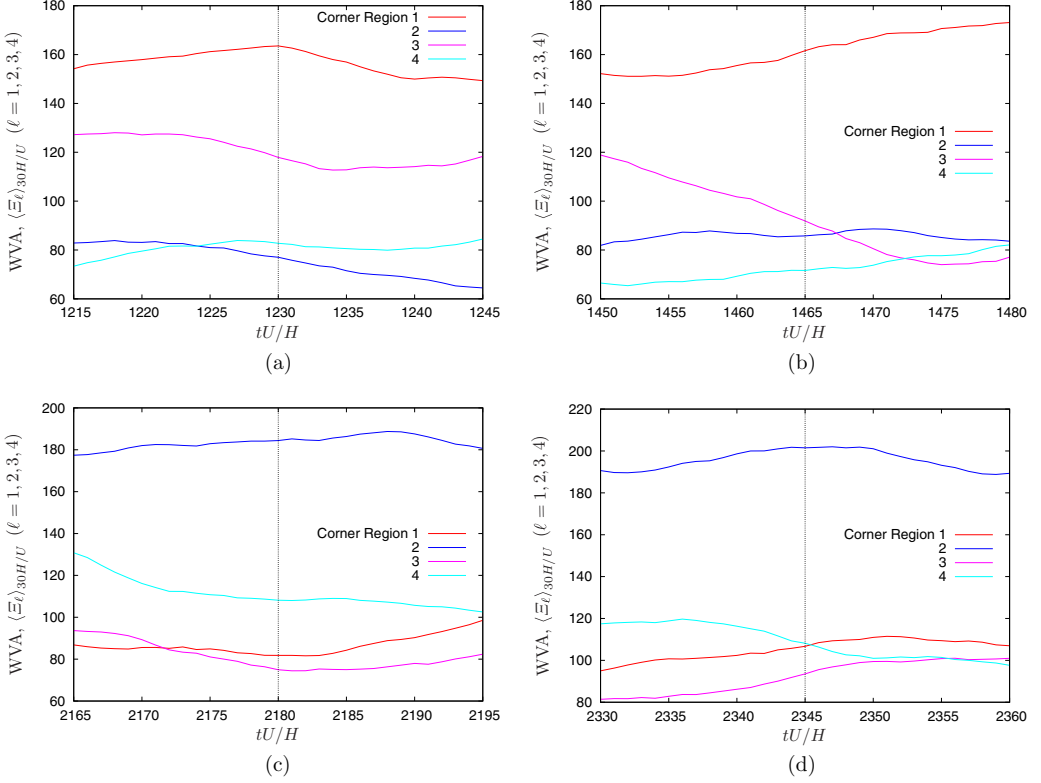 Corner Region 1
2
3
4
180
160
140
120
100
80
60
1215 1220 1225 1230 1235 1240 1245
WVA, ⟨Ξℓ⟩30H/U (ℓ = 1, 2, 3, 4)
tU/H
(a)
Corner Region 1
2
3
4
180
160
140
120
100
80
60
1450 1455 1460 1465 1470 1475 1480
WVA, ⟨Ξℓ⟩30H/U (ℓ = 1, 2, 3, 4)
tU/H
(b)
Corner Region 1
2
3
4
200
180
160
140
120
100
80
60
2165 2170 2175 2180 2185 2190 2195
WVA, ⟨Ξℓ⟩30H/U (ℓ = 1, 2, 3, 4)
tU/H
(c)
Corner Region 1
2
3
4
220
200
180
160
140
120
100
80
2330 2335 2340 2345 2350 2355 2360
WVA, ⟨Ξℓ⟩30H/U (ℓ = 1, 2, 3, 4)
tU/H
(d)